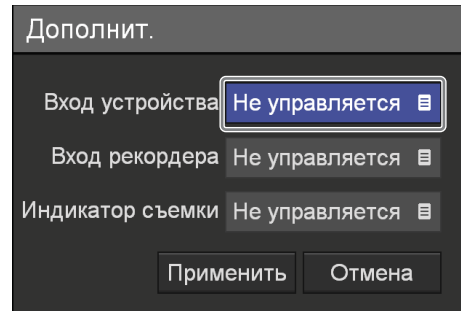 Дополнит.
Вход устройства Не управляется
Вход рекордера Не управляется
Индикатор съемки Не управляется
Применить Отмена